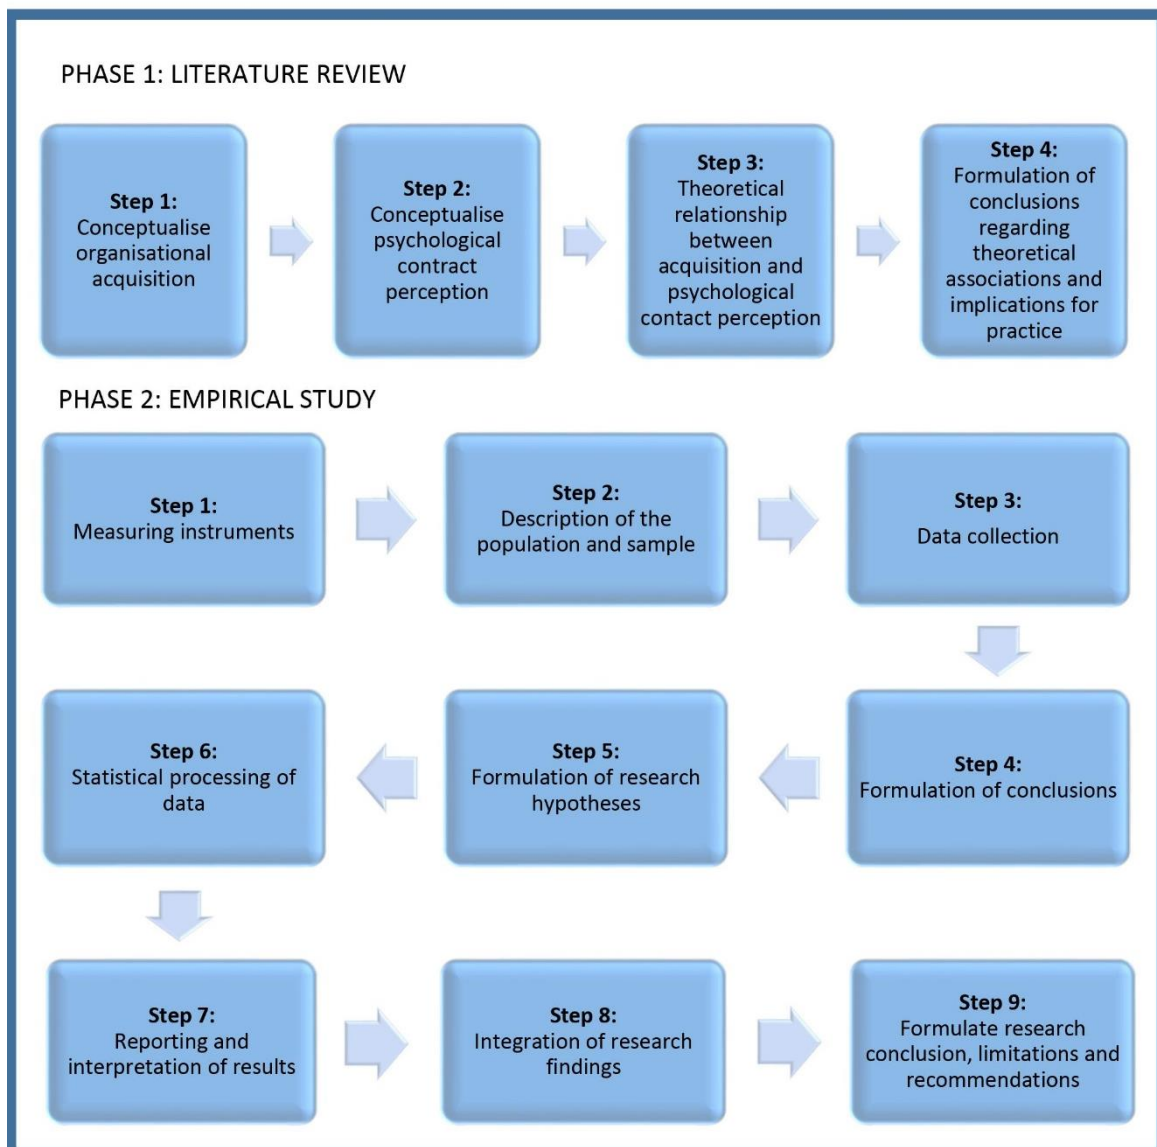 PHASE 1: LITERATURE REVIEW
Step 1:
Conceptualise
organisational
acquisition
Step 2:
Conceptualise
psychological
contract
perception
Step 3:
Theoretical
relationship
between
acquisition and
psychological
contact perception
Step 4:
Formulation of
conclusions
regarding
theoretical
associations and
implications for
practice
PHASE 2: EMPIRICAL STUDY
Step 1:
Measuring instruments
Step 2:
Description of the
population and sample
Step 3:
Data collection
Step 4:
Formulation of conclusions
Step 5:
Formulation of research
hypotheses
Step 6:
Statistical processing of
data
Step 7:
Reporting and
interpretation of results
Step 8:
Integration of research
findings
Step 9:
Formulate research
conclusion, limitations and
recommendations